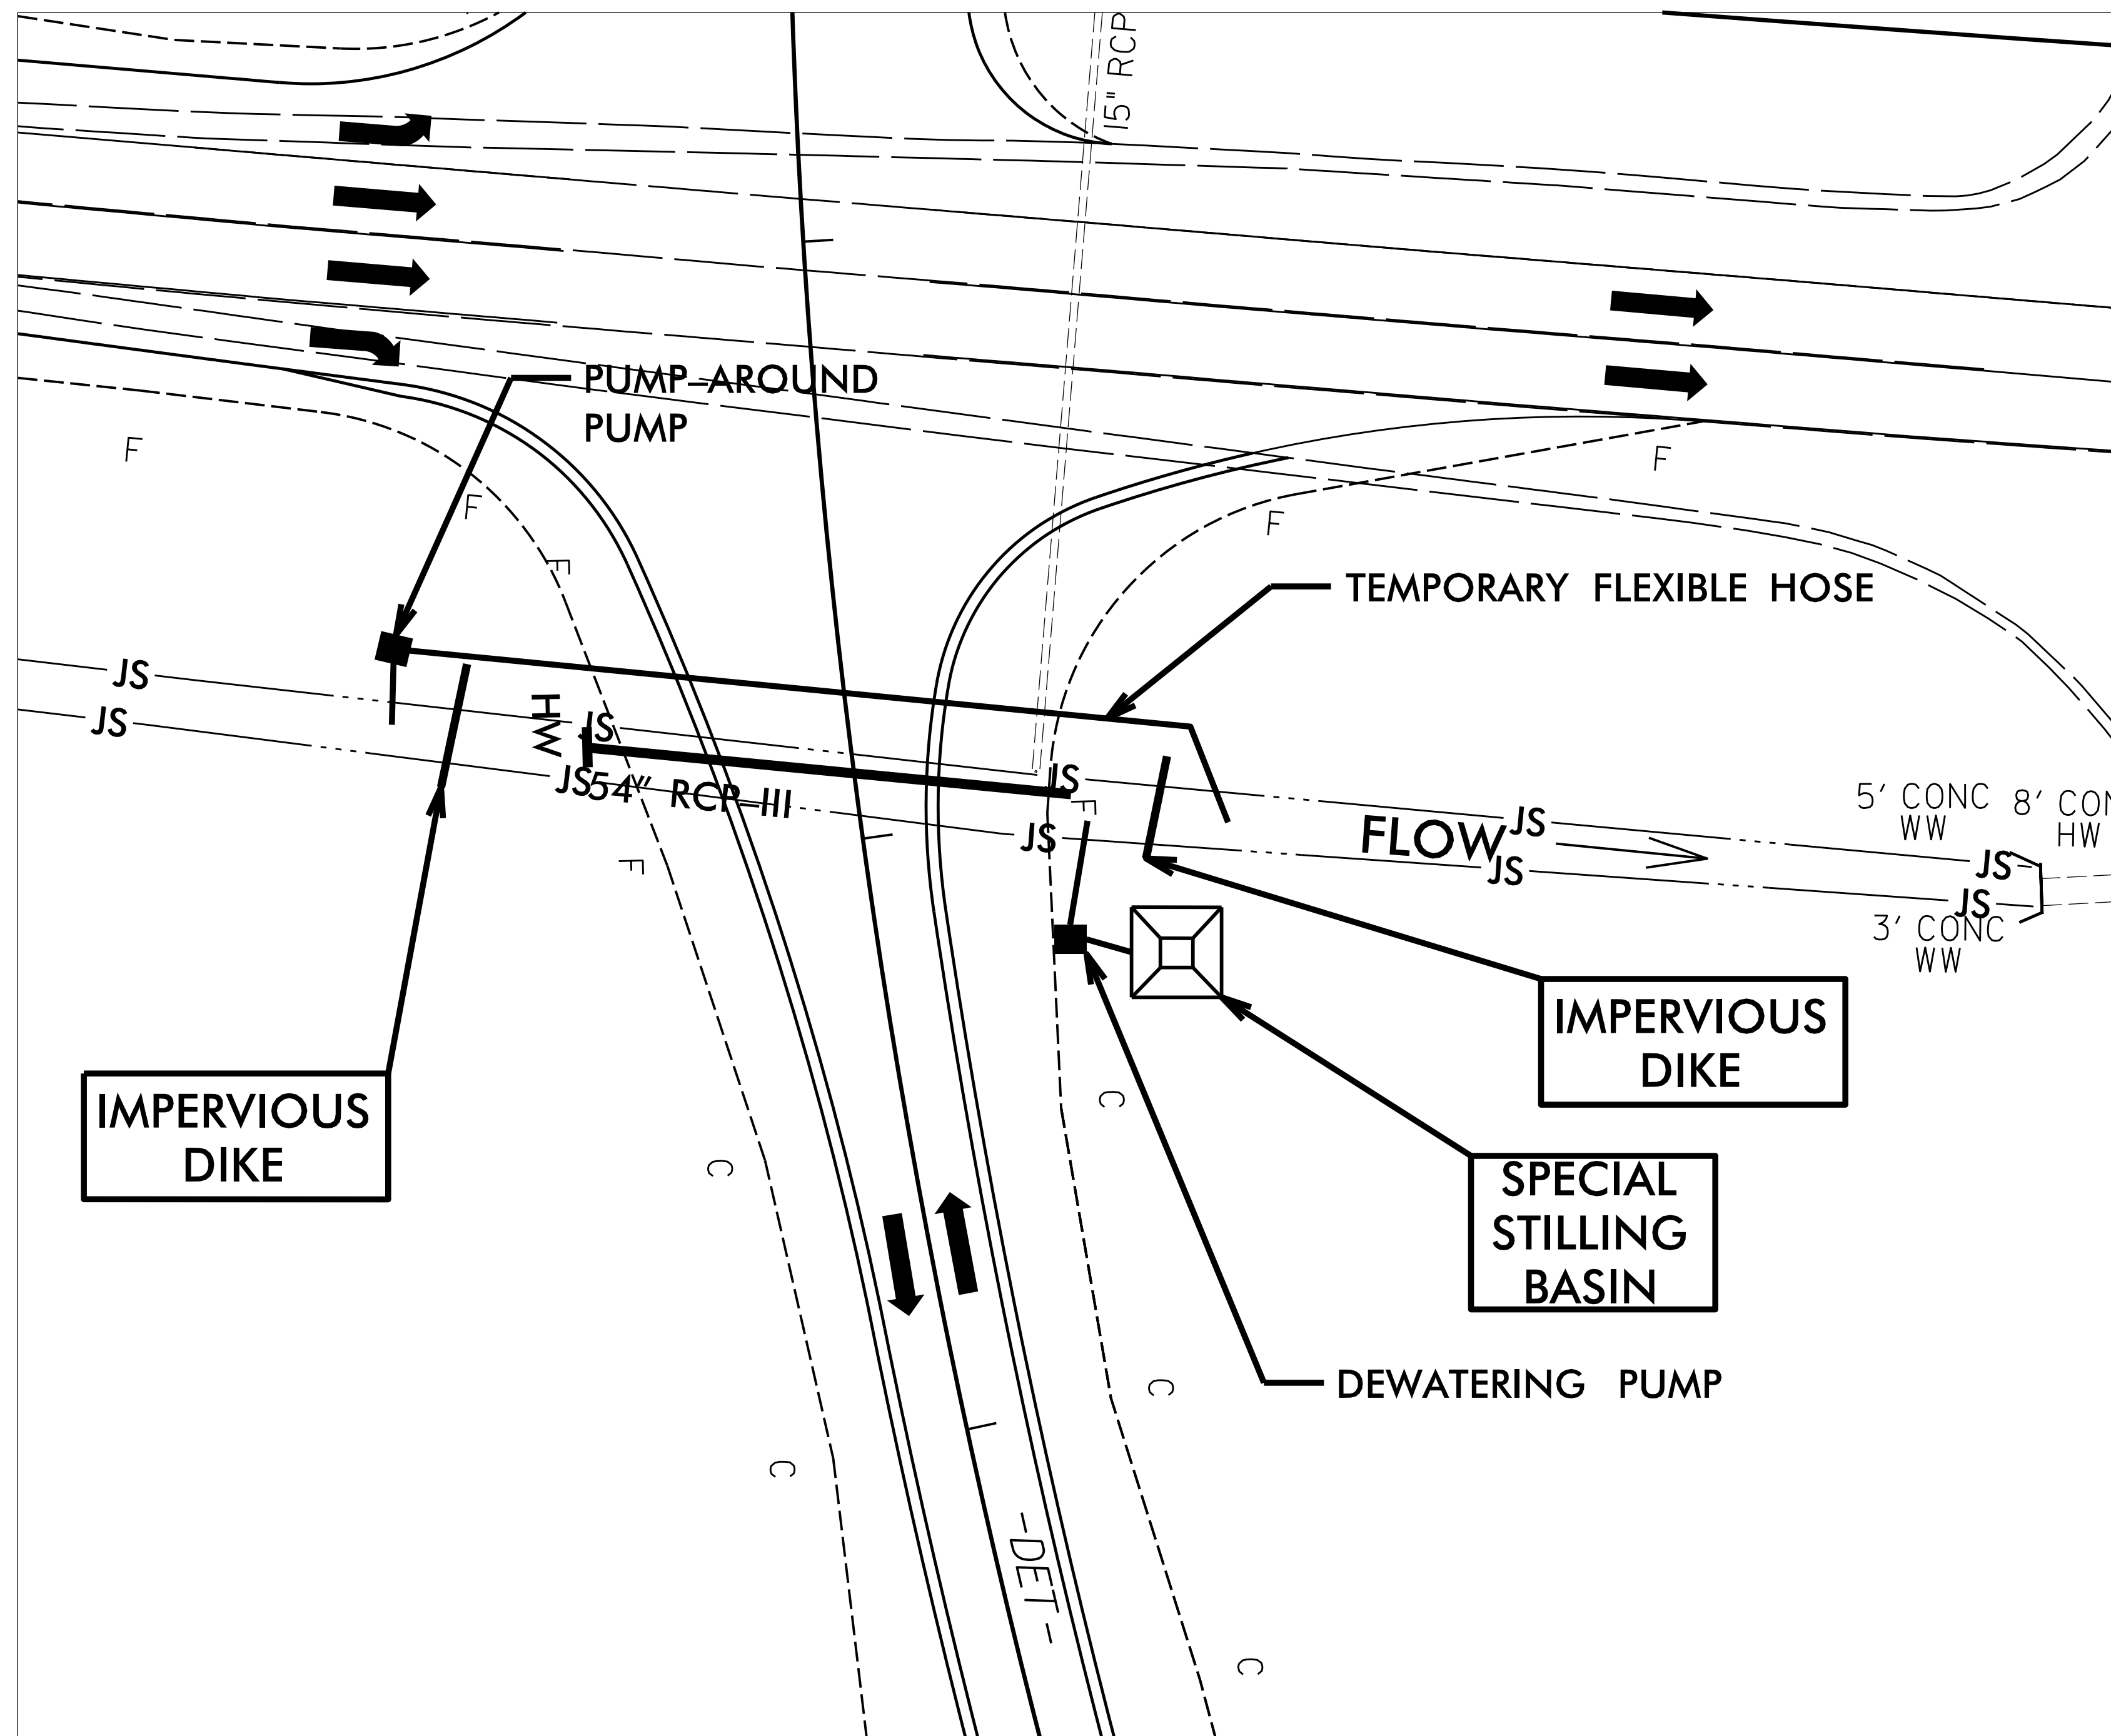 15" RCP
PUMP-AROUND
PUMP
F
F
F
F
F
TEMPORARY FLEXIBLE HOSE
JS
JS
HW
JS
JS
54" RCP-III
JS
JS
F
F
FLOW
JS
JS
5' CONC
WW
8' CON
HW
JS
JS
3' CONC
WW
IMPERVIOUS
DIKE
IMPERVIOUS
DIKE
C
C
SPECIAL
STILLING
BASIN
DEWATERING PUMP
C
C
-DET-
C